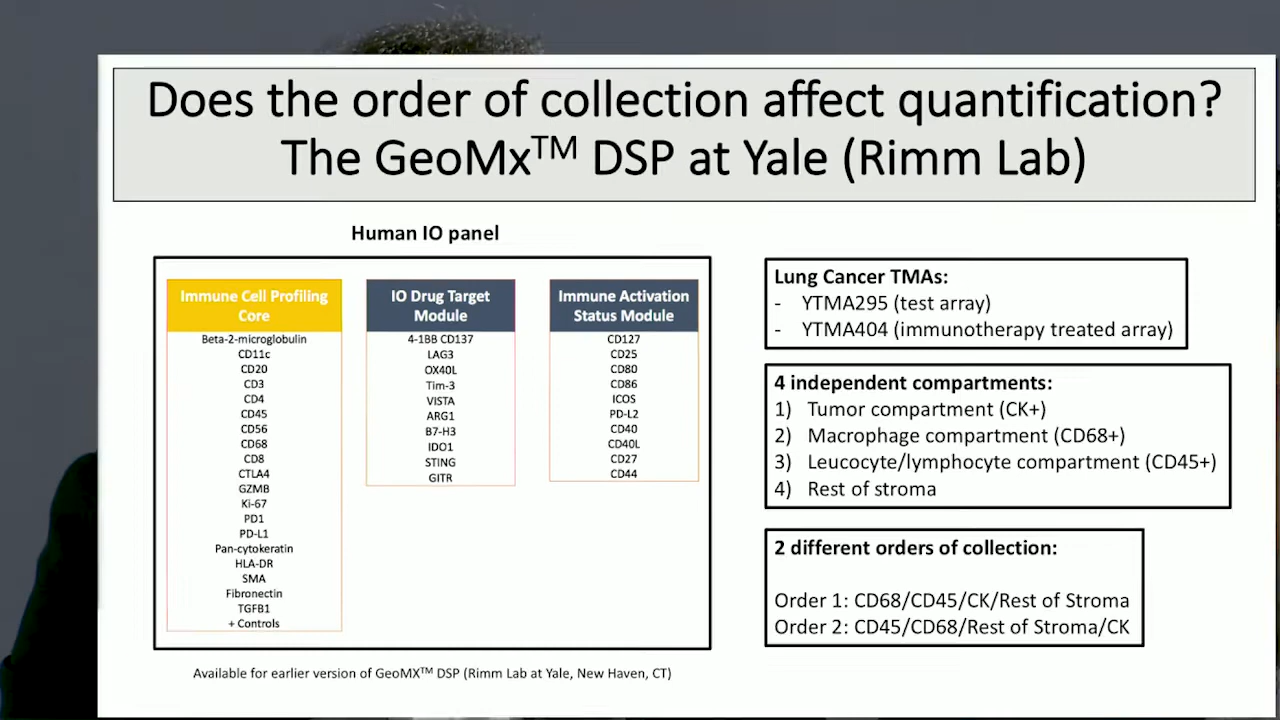 Does the order of collection affect quantification?
The GeoMx™ DSP at Yale (Rimm Lab)
Human IO panel
Immune Cell Profiling
Core
Beta-2-microglobulin
CD11c
CD20
CD3
CD4
CD45
CD56
CD68
CD8
CTLA4
GZMB
Ki-67
PD1
PD-L1
Pan-cytokeratin
HLA-DR
SMA
Fibronectin
TGFB1
+ Controls
IO Drug Target
Module
4-1BB CD137
LAG3
OX40L
Tim-3
VISTA
ARG1
B7-H3
IDO1
STING
GITR
Immune Activation
Status Module
CD127
CD25
CD80
CD86
ICOS
PD-L2
CD40
CD40L
CD27
CD44
Available for earlier version of GeoMX™ DSP (Rimm Lab at Yale, New Haven, CT)
Lung Cancer TMAs:
- YTMA295 (test array)
- YTMA404 (immunotherapy treated array)
4 independent compartments:
1) Tumor compartment (CK+)
2) Macrophage compartment (CD68+)
3) Leucocyte/lymphocyte compartment (CD45+)
4) Rest of stroma
2 different orders of collection:
Order 1: CD68/CD45/CK/Rest of Stroma
Order 2: CD45/CD68/Rest of Stroma/CK